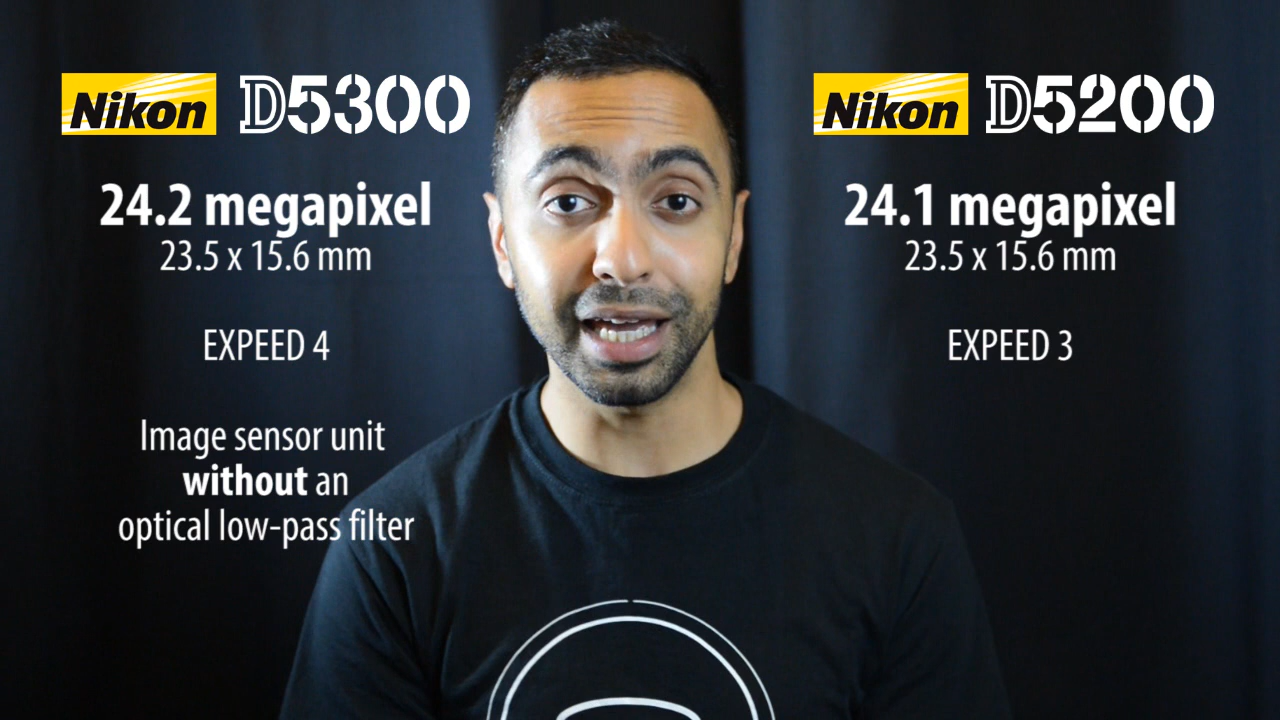 Nikon D5300
24.2 megapixel
23.5 x 15.6 mm
EXPEED 4
Image sensor unit
without an
optical low-pass filter
Nikon D5200
24.1 megapixel
23.5 x 15.6 mm
EXPEED 3